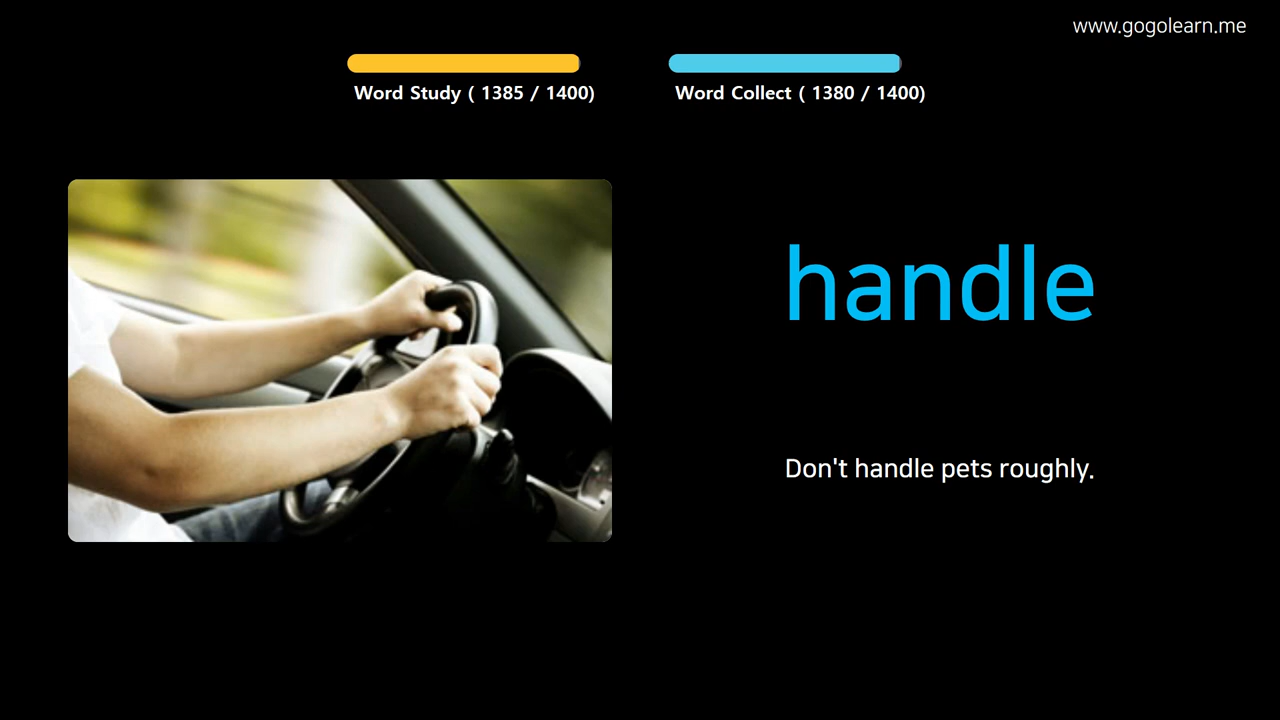 www.gogolearn.me
Word Study ( 1385 / 1400)
Word Collect ( 1380 / 1400)
handle
Don't handle pets roughly.